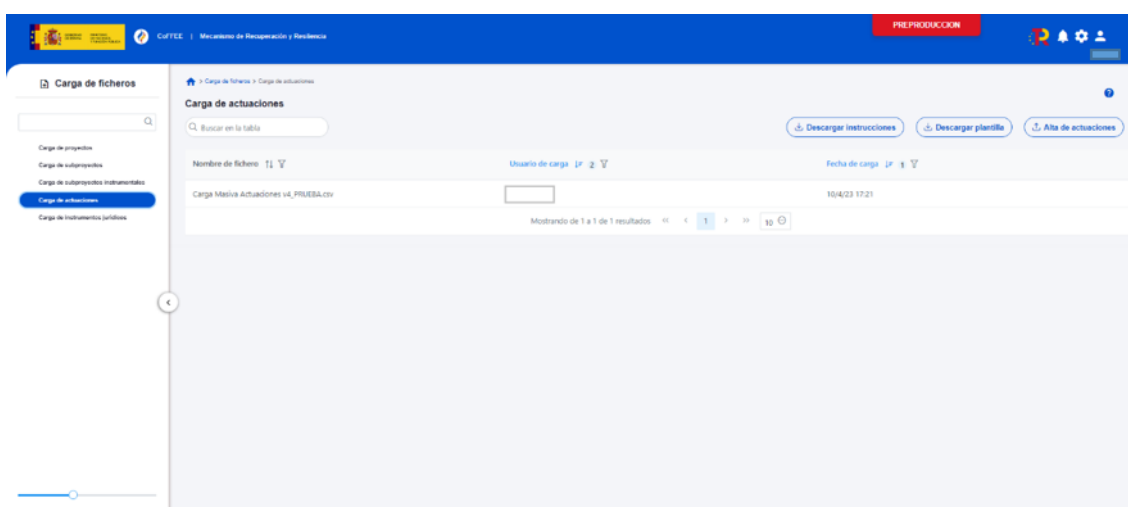 PREPRODUCCION
CoFFEE | Mecanismo de Recuperación y Resiliencia
Carga de ficheros
Carga de proyectos
Carga de subproyectos
Carga de subproyectos instrumentales
Carga de actuaciones
Carga de instrumentos jurídicos
> Carga de ficheros > Carga de actuaciones
Carga de actuaciones
Buscar en la tabla
Descargar instrucciones
Descargar plantilla
Alta de actuaciones
Nombre de fichero Usuario de carga 2 Fecha de carga 1
Carga Masiva Actuaciones v4_PRUEBA.csv 10/4/23 17:21
Mostrando de 1 a 1 de 1 resultados << < 1 > >> 10